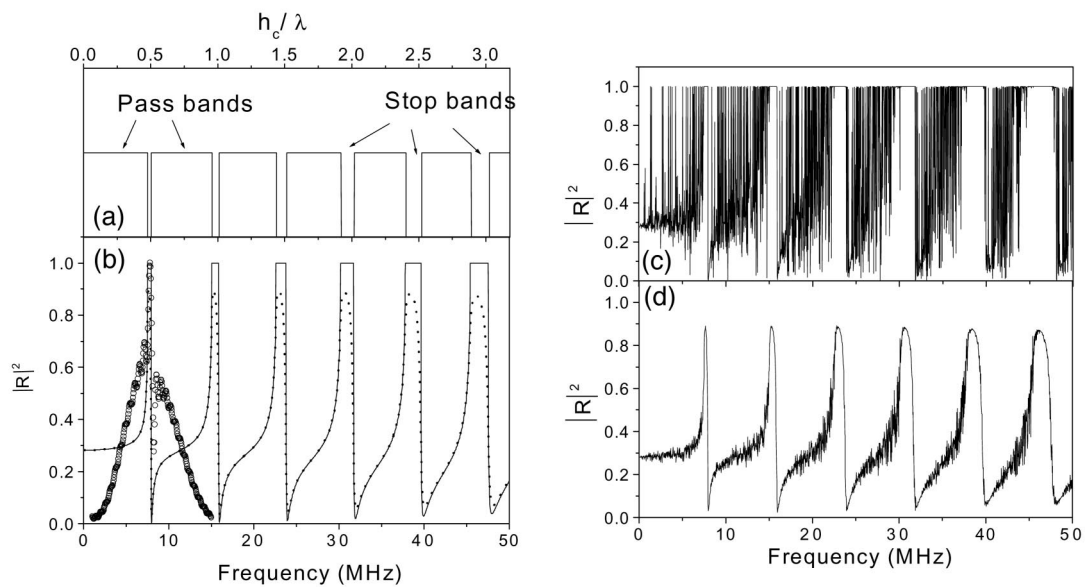 h_c / λ
0.0 0.5 1.0 1.5 2.0 2.5 3.0
Pass bands
Stop bands
(a)
(b)
1.0
0.8
0.6
0.4
0.2
0.0
|R|²
0 10 20 30 40 50
Frequency (MHz)
1.0
0.8
0.6
0.4
0.2
0.0
|R|²
(c)
(d)
1.0
0.8
0.6
0.4
0.2
0.0
|R|²
0 10 20 30 40 50
Frequency (MHz)